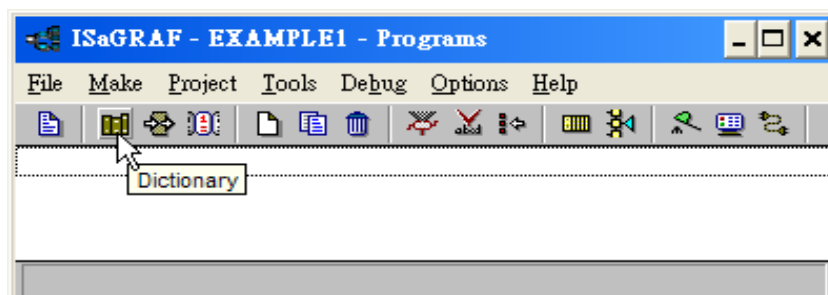 ISaGRAF - EXAMPLE1 - Programs
File Make Project Tools Debug Options Help
Dictionary